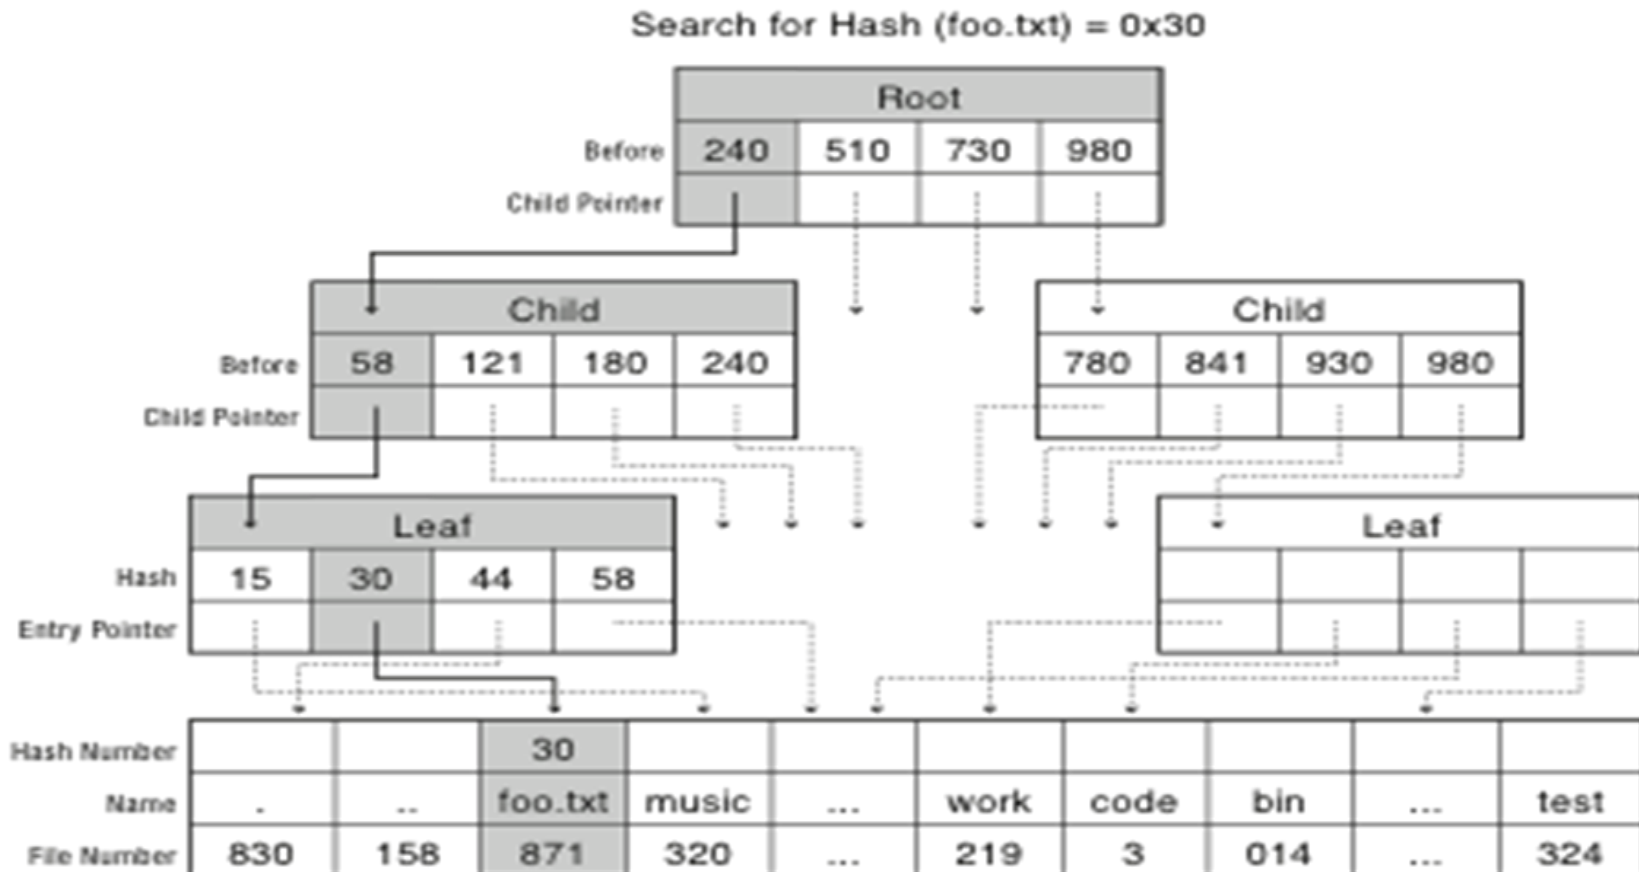 Search for Hash (foo.txt) = 0x30
Root
Before 240 510 730 980
Child Pointer
Child Child
Before 58 121 180 240 780 841 930 980
Child Pointer
Leaf Leaf
Hash 15 30 44 58
Entry Pointer
Hash Number 30
Name . .. foo.txt music ... work code bin ... test
File Number 830 158 871 320 ... 219 3 014 ... 324